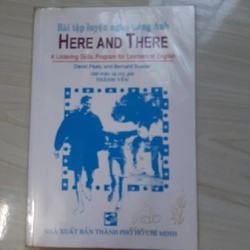 Bài tập luyện nghe tiếng Anh
HERE AND THERE
A Listening Skills Program for Learners of English
David Peaty and Bernard Susser
Giới thiệu và chú giải
THÀNH YẾN
NHÀ XUẤT BẢN THÀNH PHỐ HỒ CHÍ MINH